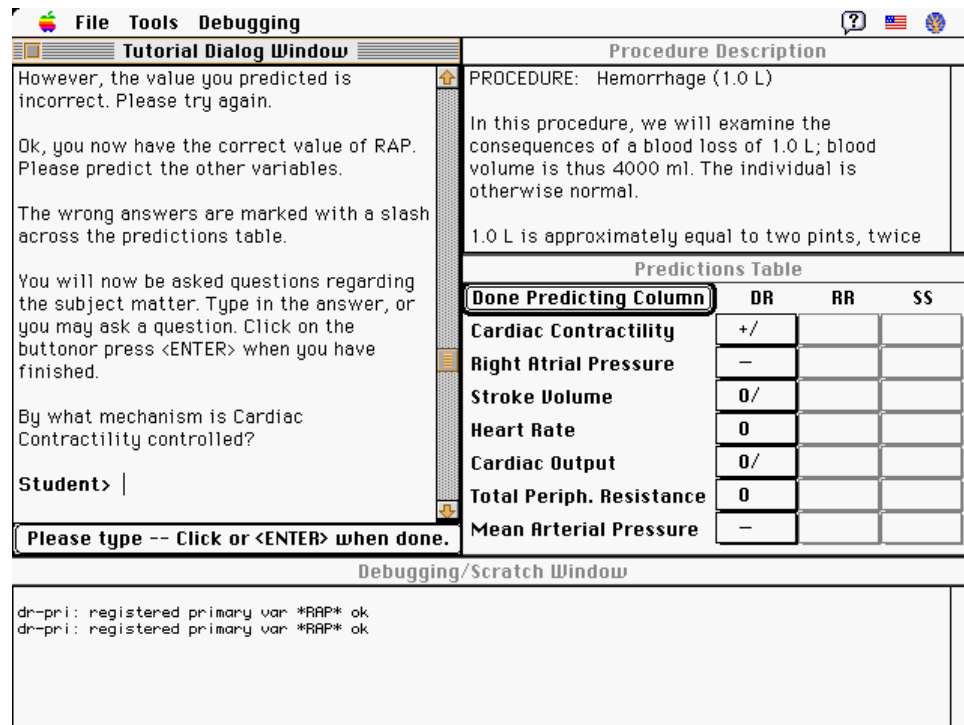 File Tools Debugging
Tutorial Dialog Window
However, the value you predicted is
incorrect. Please try again.
Ok, you now have the correct value of RAP.
Please predict the other variables.
The wrong answers are marked with a slash
across the predictions table.
You will now be asked questions regarding
the subject matter. Type in the answer, or
you may ask a question. Click on the
buttonor press <ENTER> when you have
finished.
By what mechanism is Cardiac
Contractility controlled?
Student>
Please type -- Click or <ENTER> when done.
Procedure Description
PROCEDURE: Hemorrhage (1.0 L)
In this procedure, we will examine the
consequences of a blood loss of 1.0 L; blood
volume is thus 4000 ml. The individual is
otherwise normal.
1.0 L is approximately equal to two pints, twice
Predictions Table
Done Predicting Column DR RR SS
Cardiac Contractility +/
Right Atrial Pressure —
Stroke Volume 0/
Heart Rate 0
Cardiac Output 0/
Total Periph. Resistance 0
Mean Arterial Pressure —
Debugging/Scratch Window
dr-pri: registered primary var *RAP* ok
dr-pri: registered primary var *RAP* ok